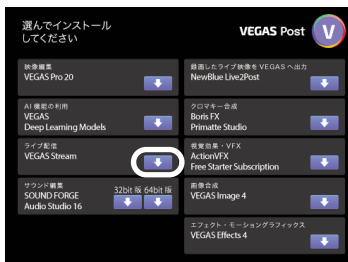 選んでインストール
してください
VEGAS Post
V
映像編集
VEGAS Pro 20
AI 機能の利用
VEGAS
Deep Learning Models
ライブ配信
VEGAS Stream
サウンド編集
SOUND FORGE
Audio Studio 16
32bit 版 64bit 版
録画したライブ映像を VEGAS へ出力
NewBlue Live2Post
クロマキー合成
Boris FX
Primatte Studio
視覚効果・VFX
ActionVFX
Free Starter Subscription
画像合成
VEGAS Image 4
エフェクト・モーショングラフィックス
VEGAS Effects 4